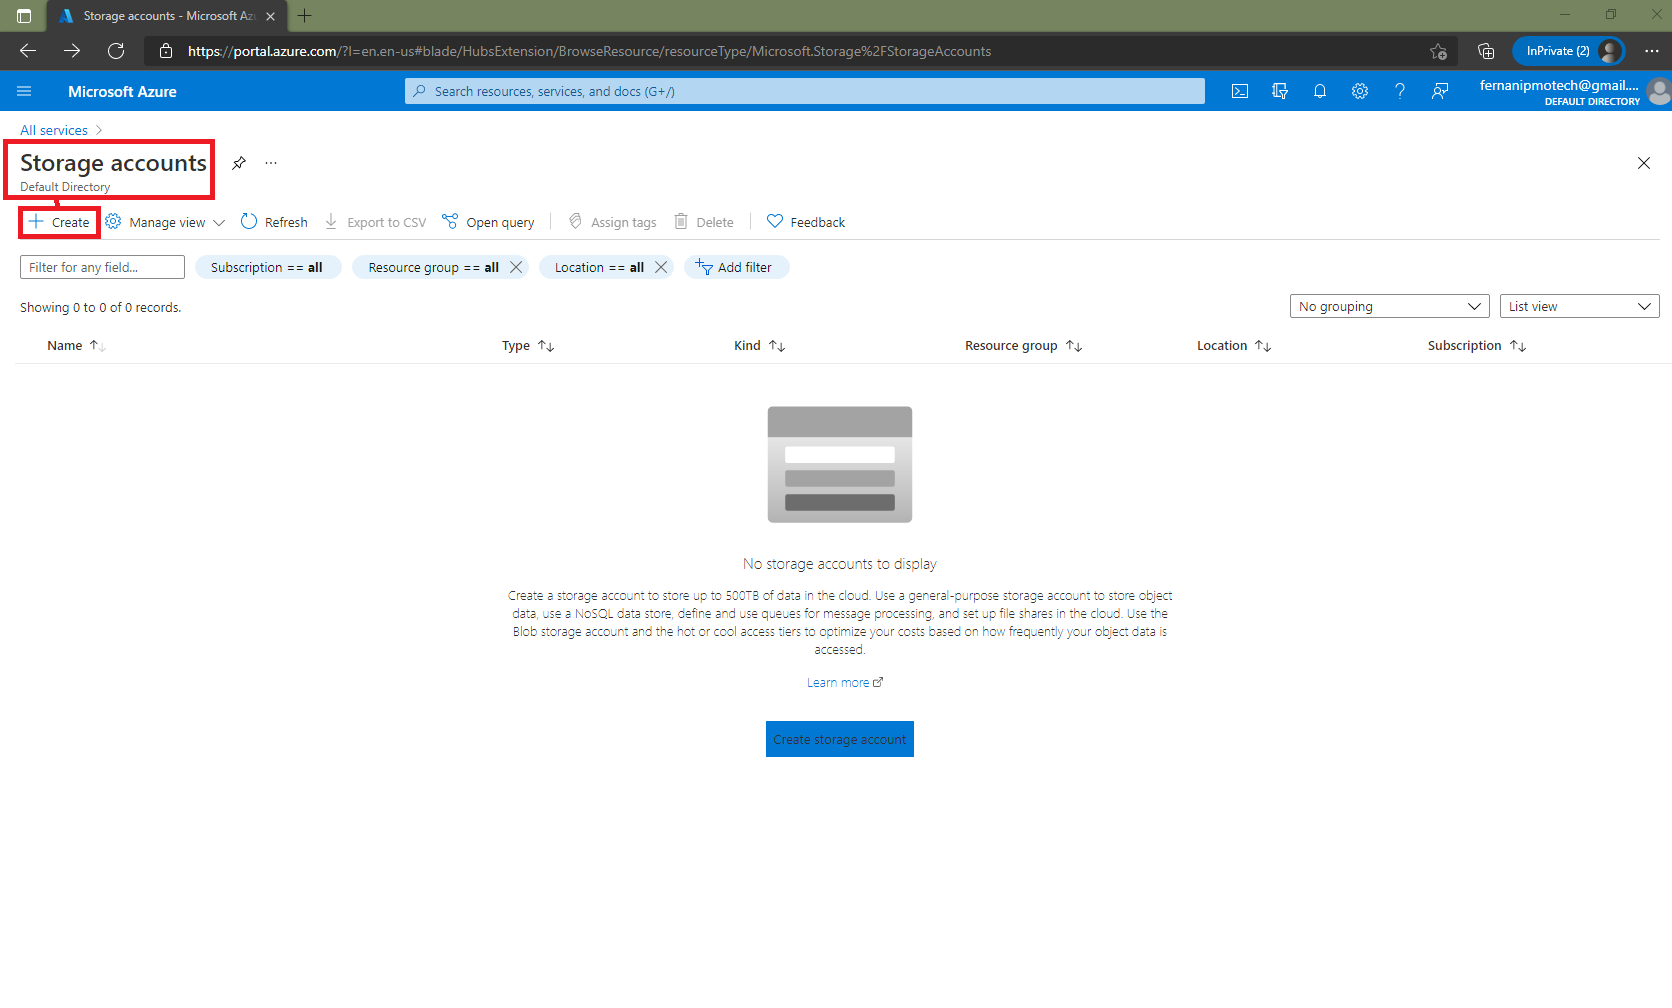 Storage accounts - Microsoft Az
https://portal.azure.com/?l=en.en-us#blade/HubsExtension/BrowseResource/resourceType/Microsoft.Storage%2FStorageAccounts
InPrivate (2)
Microsoft Azure
Search resources, services, and docs (G+/)
fernanipmotech@gmail....
DEFAULT DIRECTORY
All services
Storage accounts
Default Directory
Create Manage view Refresh Export to CSV Open query Assign tags Delete Feedback
Filter for any field... Subscription == all Resource group == all Location == all Add filter
Showing 0 to 0 of 0 records. No grouping List view
Name Type Kind Resource group Location Subscription
No storage accounts to display
Create a storage account to store up to 500TB of data in the cloud. Use a general-purpose storage account to store object
data, use a NoSQL data store, define and use queues for message processing, and set up file shares in the cloud. Use the
Blob storage account and the hot or cool access tiers to optimize your costs based on how frequently your object data is
accessed.
Learn more
Create storage account